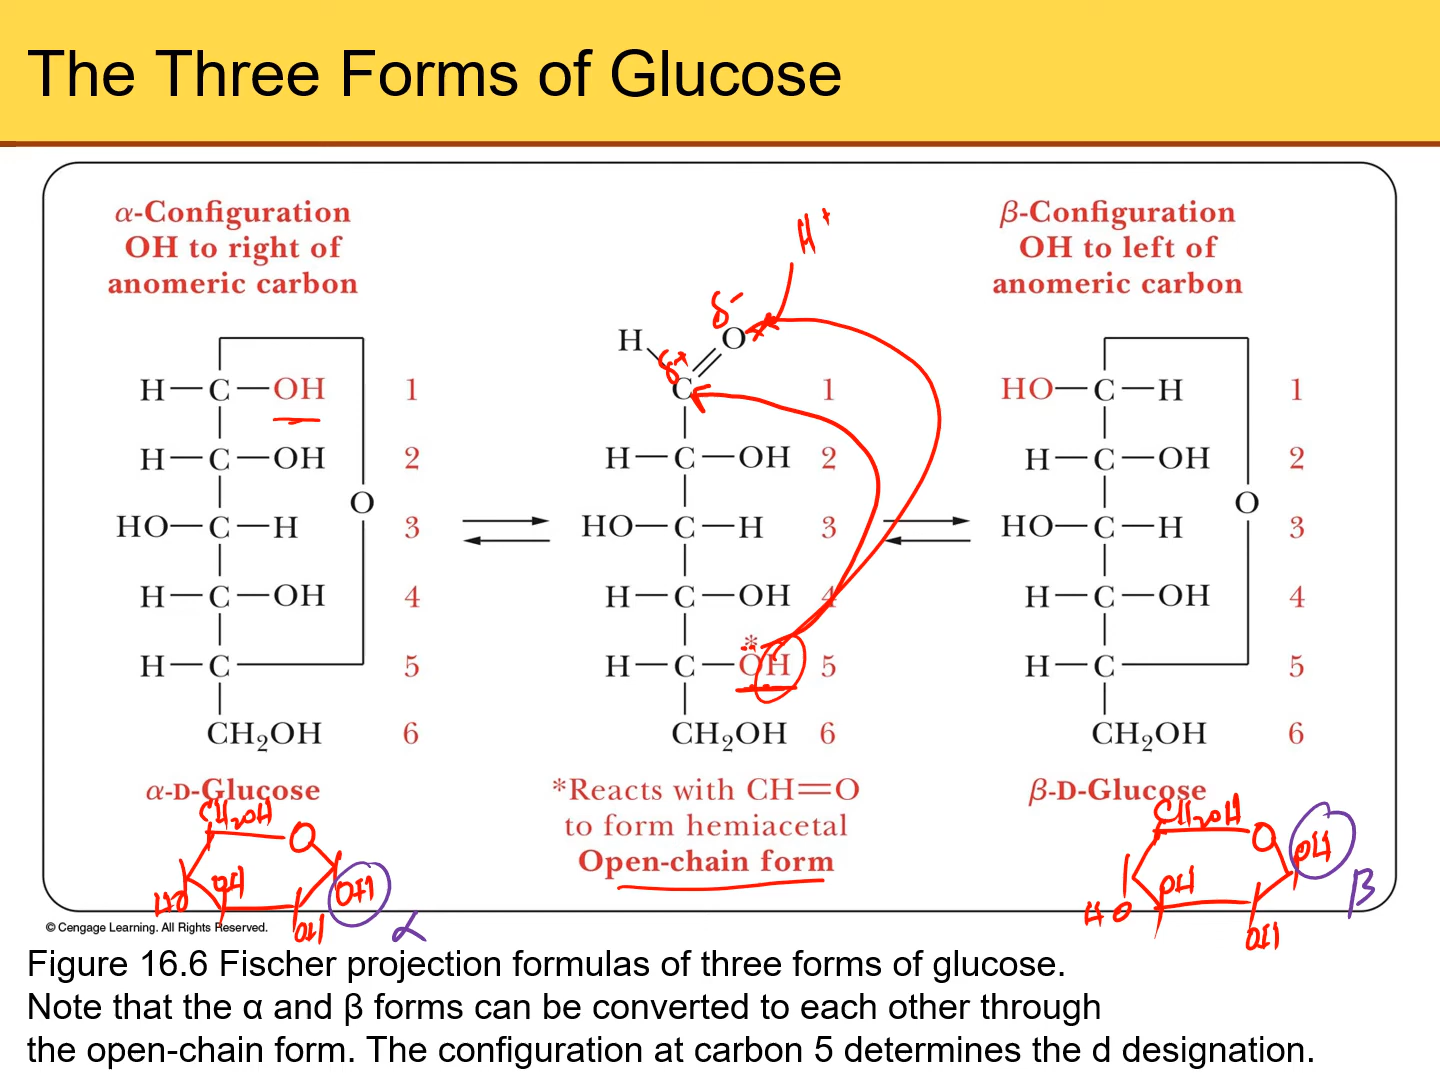 The Three Forms of Glucose
α-Configuration
OH to right of
anomeric carbon
H—C—OH 1
H—C—OH 2
O
HO—C—H 3
H—C—OH 4
H—C 5
CH₂OH 6
α-D-Glucose
CH₂OH
O
HO OH OH
OH
α
H⁺
δ⁻
H O
δ⁺
C 1
H—C—OH 2
HO—C—H 3
H—C—OH 4
*
H—C—OH 5
CH₂OH 6
*Reacts with CH=O
to form hemiacetal
Open-chain form
β-Configuration
OH to left of
anomeric carbon
HO—C—H 1
H—C—OH 2
O
HO—C—H 3
H—C—OH 4
H—C 5
CH₂OH 6
β-D-Glucose
CH₂OH
O OH
OH
HO
OH
β
© Cengage Learning. All Rights Reserved.
Figure 16.6 Fischer projection formulas of three forms of glucose.
Note that the α and β forms can be converted to each other through
the open-chain form. The configuration at carbon 5 determines the d designation.